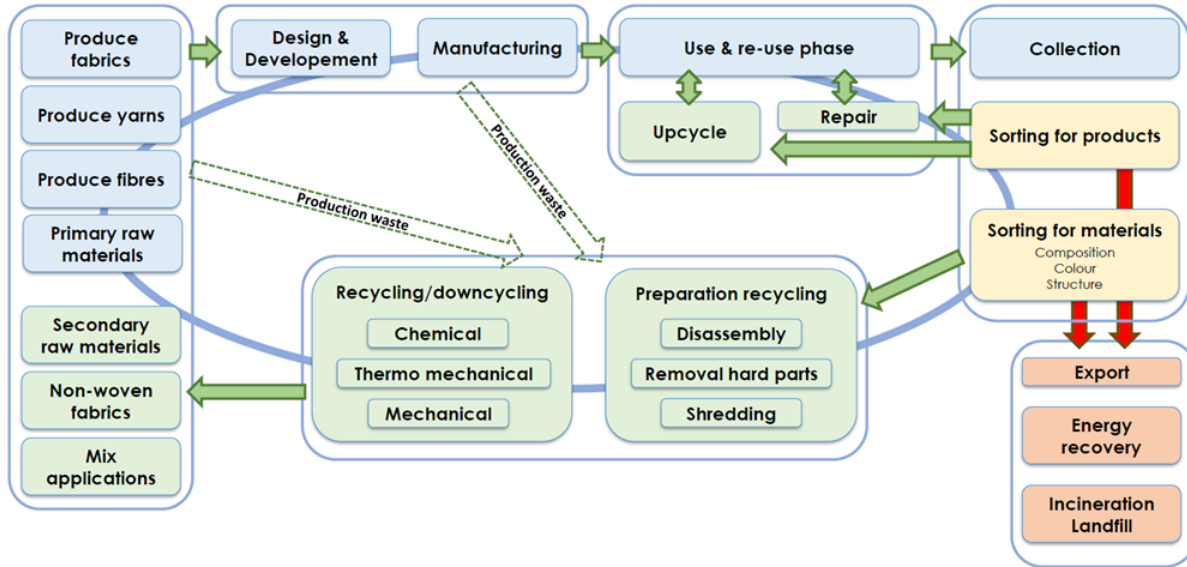 Produce
fabrics
Produce yarns
Produce fibres
Primary raw
materials
Secondary
raw materials
Non-woven
fabrics
Mix
applications
Design &
Developement
Manufacturing
Production waste
Production waste
Use & re-use phase
Upcycle
Repair
Collection
Sorting for products
Sorting for materials
Composition
Colour
Structure
Recycling/downcycling
Chemical
Thermo mechanical
Mechanical
Preparation recycling
Disassembly
Removal hard parts
Shredding
Export
Energy
recovery
Incineration
Landfill